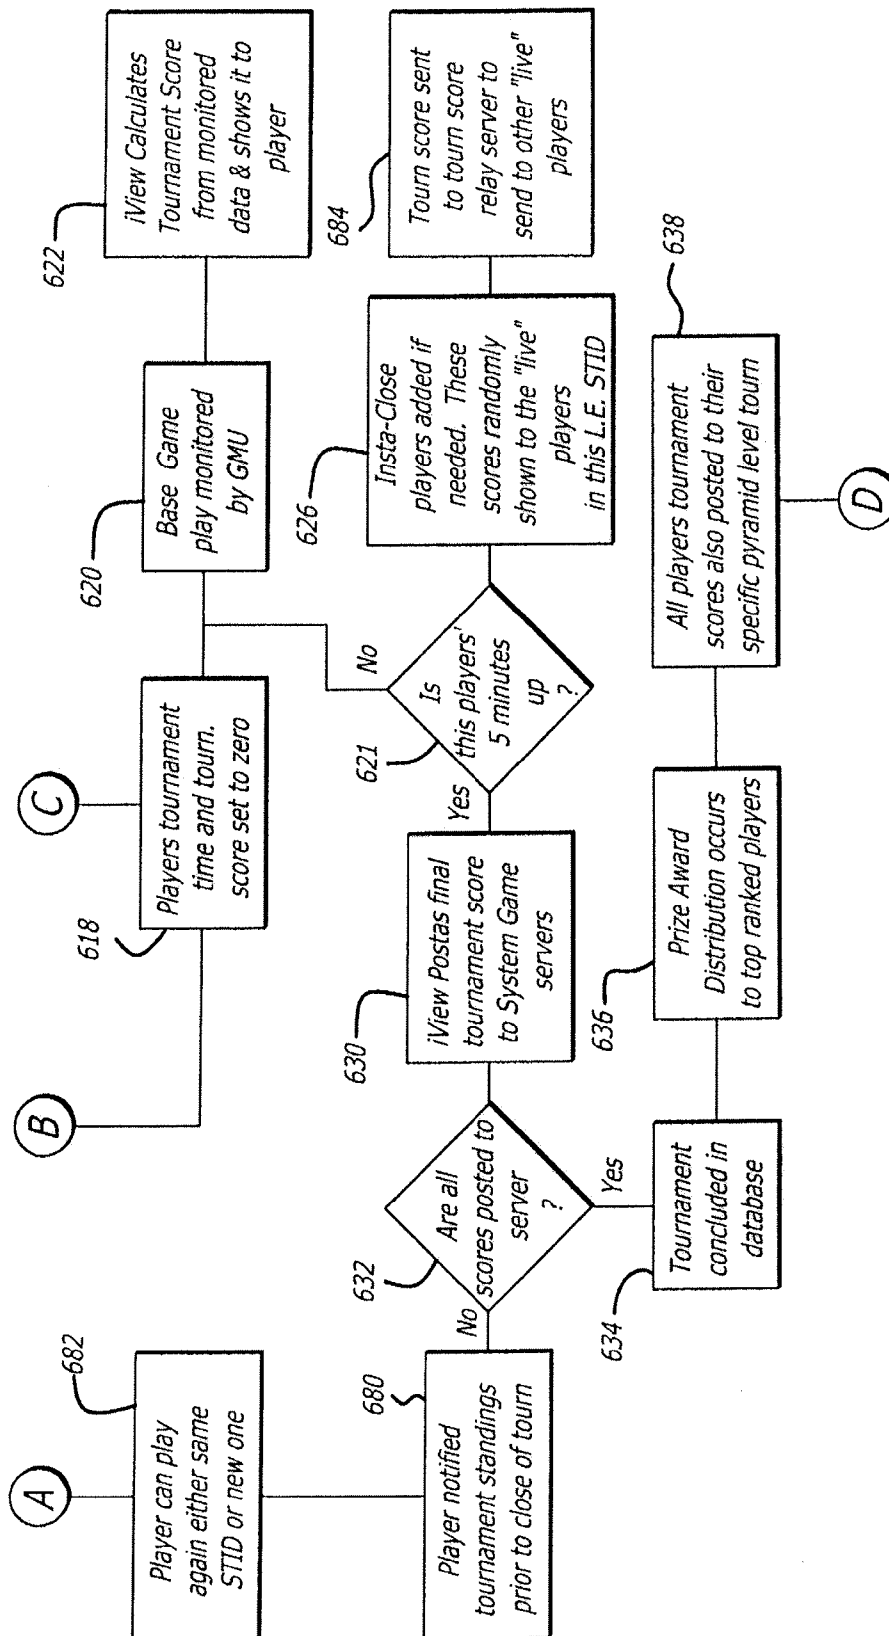 A
B
C
682
Player can play
again either same
STID or new one
618
Players tournament
time and tourn.
score set to zero
620
Base Game
play monitored
by GMU
622
iView Calculates
Tournament Score
from monitored
data & shows it to
player
680
Player notified
tournament standings
prior to close of tourn
No
632
Are all
scores posted to
server
?
Yes
630
iView Postas final
tournament score
to System Game
servers
Yes
621
Is
this players'
5 minutes
up
?
No
626
Insta-Close
players added if
needed. These
scores randomly
shown to the "live"
players
in this L.E. STID
684
Tourn score sent
to tourn score
relay server to
send to other "live"
players
634
Tournament
concluded in
database
636
Prize Award
Distribution occurs
to top ranked players
638
All players tournament
scores also posted to their
specific pyramid level tourn
D